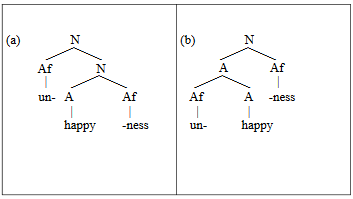 (a) N (b) N
Af N A Af
un- A Af Af A -ness
happy -ness un- happy